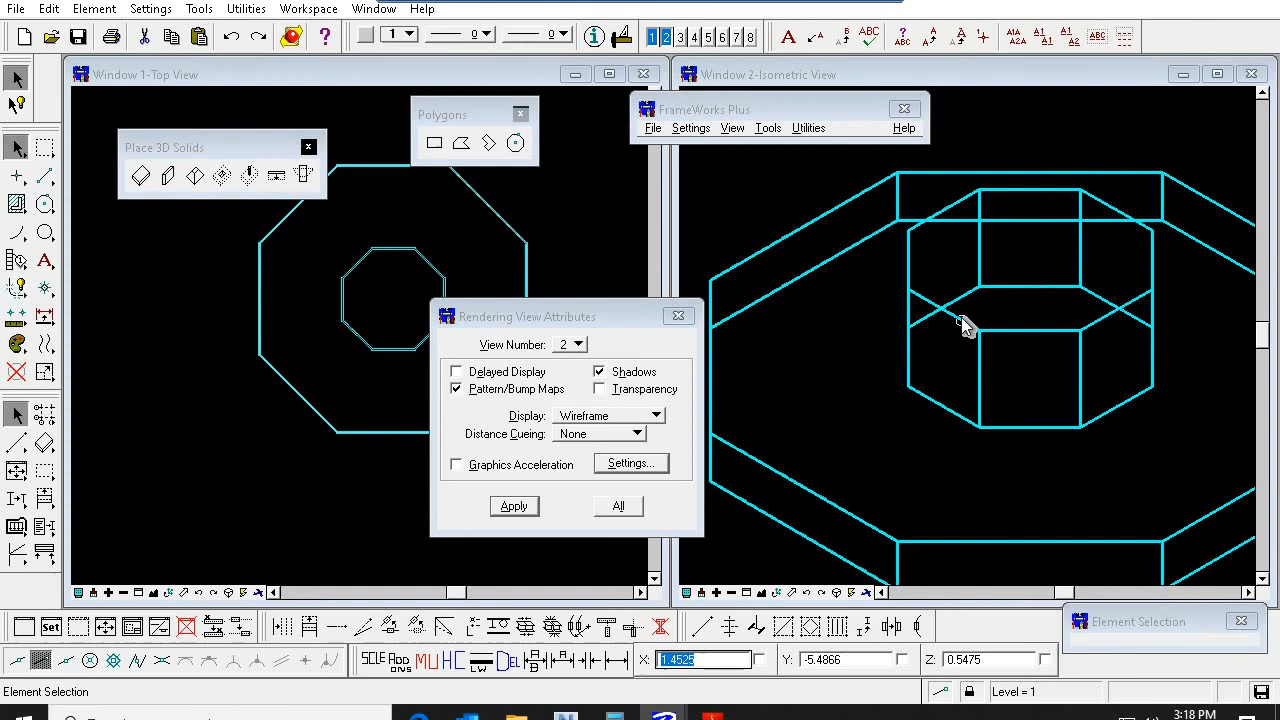 File Edit Element Settings Tools Utilities Workspace Window Help
1 0 0 1 2 3 4 5 6 7 8
Window 1-Top View
Window 2-Isometric View
Polygons
FrameWorks Plus
File Settings View Tools Utilities Help
Place 3D Solids
Rendering View Attributes
View Number: 2
Delayed Display Shadows
Pattern/Bump Maps Transparency
Display: Wireframe
Distance Cueing: None
Graphics Acceleration Settings...
Apply All
Element Selection
Set
X: 1.4525 Y: -5.4866 Z: 0.5475
Element Selection
Level = 1
3:18 PM